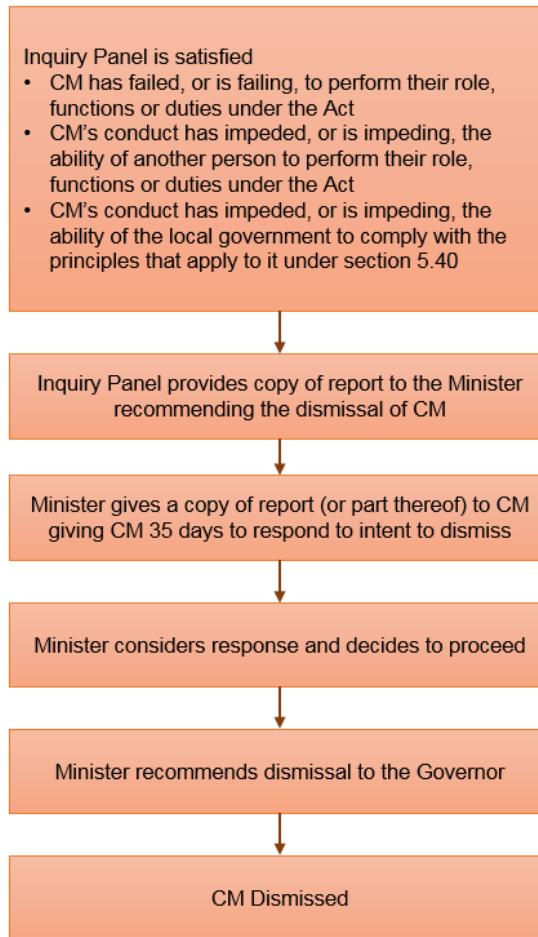 Inquiry Panel is satisfied
• CM has failed, or is failing, to perform their role,
functions or duties under the Act
• CM's conduct has impeded, or is impeding, the
ability of another person to perform their role,
functions or duties under the Act
• CM's conduct has impeded, or is impeding, the
ability of the local government to comply with the
principles that apply to it under section 5.40
Inquiry Panel provides copy of report to the Minister
recommending the dismissal of CM
Minister gives a copy of report (or part thereof) to CM
giving CM 35 days to respond to intent to dismiss
Minister considers response and decides to proceed
Minister recommends dismissal to the Governor
CM Dismissed